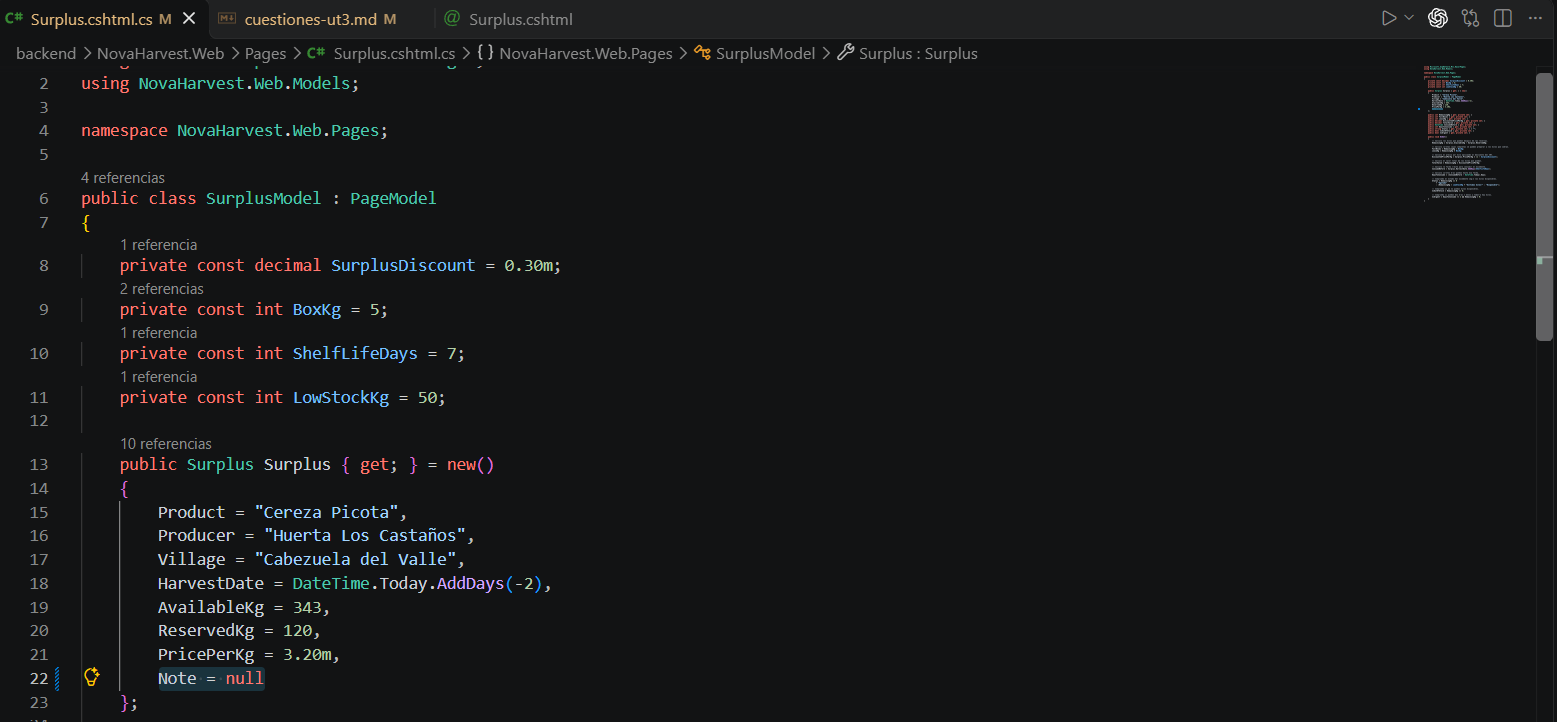 C# Surplus.cshtml.cs M × M↓ cuestiones-ut3.md M @ Surplus.cshtml
backend > NovaHarvest.Web > Pages > C# Surplus.cshtml.cs > {} NovaHarvest.Web.Pages > SurplusModel > Surplus : Surplus
2 using NovaHarvest.Web.Models;
3
4 namespace NovaHarvest.Web.Pages;
5
4 referencias
6 public class SurplusModel : PageModel
7 {
1 referencia
8 private const decimal SurplusDiscount = 0.30m;
2 referencias
9 private const int BoxKg = 5;
1 referencia
10 private const int ShelfLifeDays = 7;
1 referencia
11 private const int LowStockKg = 50;
12
10 referencias
13 public Surplus Surplus { get; } = new()
14 {
15 Product = "Cereza Picota",
16 Producer = "Huerta Los Castaños",
17 Village = "Cabezuela del Valle",
18 HarvestDate = DateTime.Today.AddDays(-2),
19 AvailableKg = 343,
20 ReservedKg = 120,
21 PricePerKg = 3.20m,
22 Note = null
23 };